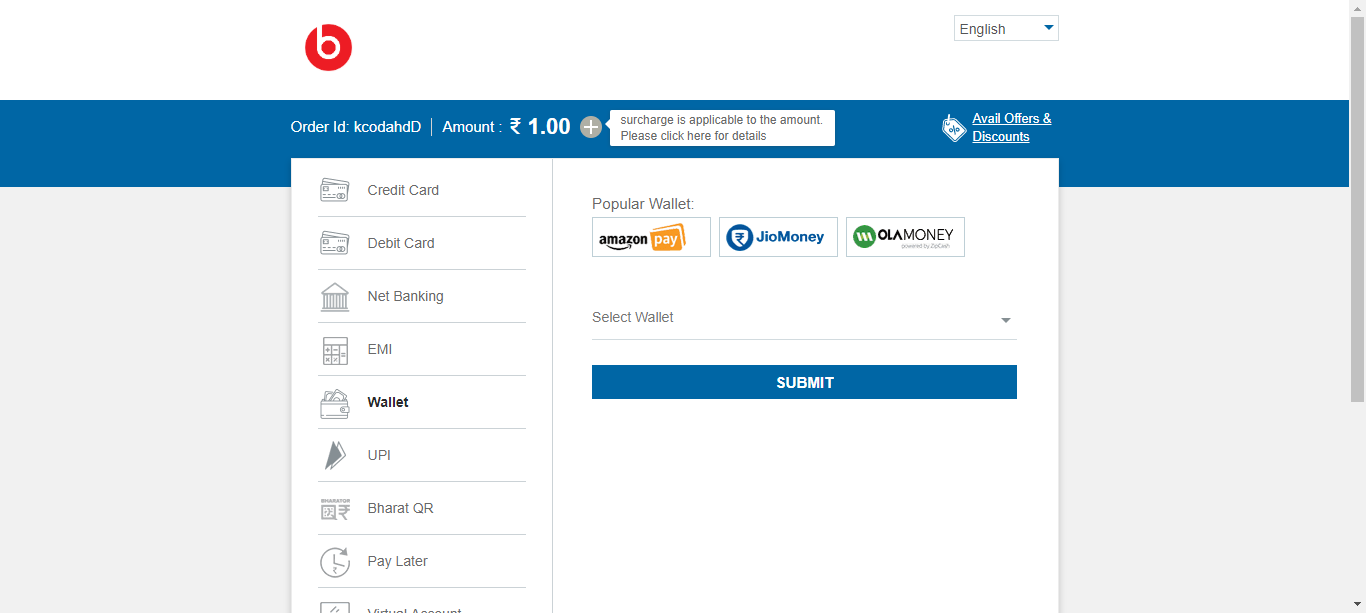 b
English
Order Id: kcodahdD
Amount : ₹ 1.00
surcharge is applicable to the amount.
Please click here for details
Avail Offers &
Discounts
Credit Card
Debit Card
Net Banking
EMI
Wallet
UPI
BHARATQR
Bharat QR
Pay Later
Virtual Account
Popular Wallet:
amazon pay
JioMoney
OLAMONEY
powered by ZipCash
Select Wallet
SUBMIT